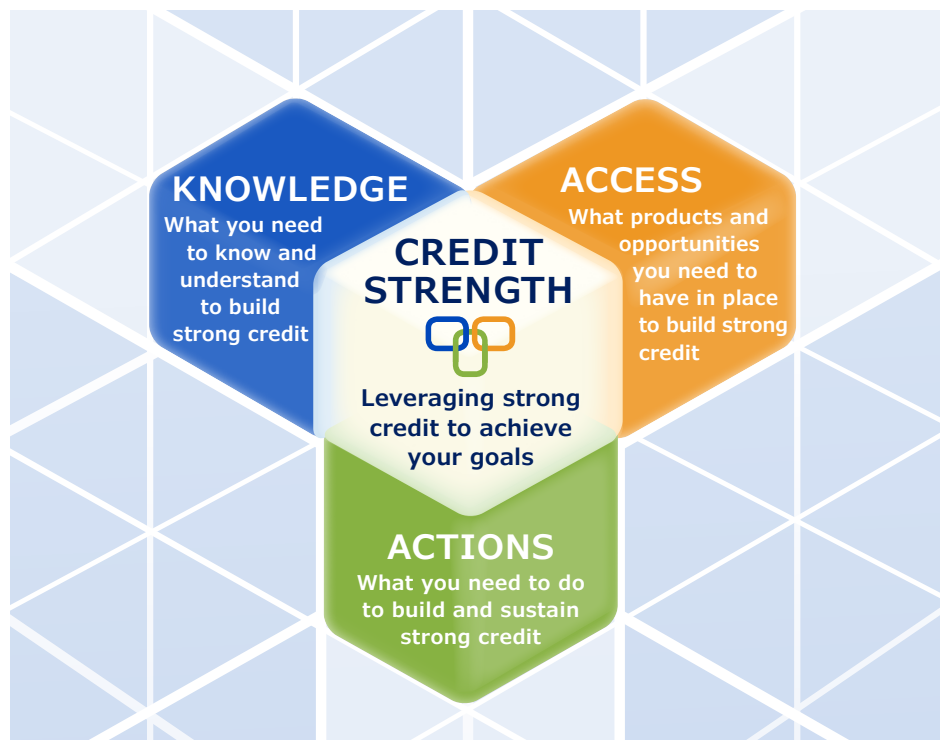 KNOWLEDGE
What you need
to know and
understand
to build
strong credit
ACCESS
What products and
opportunities
you need to
have in place
to build strong
credit
CREDIT
STRENGTH
Leveraging strong
credit to achieve
your goals
ACTIONS
What you need to do
to build and sustain
strong credit